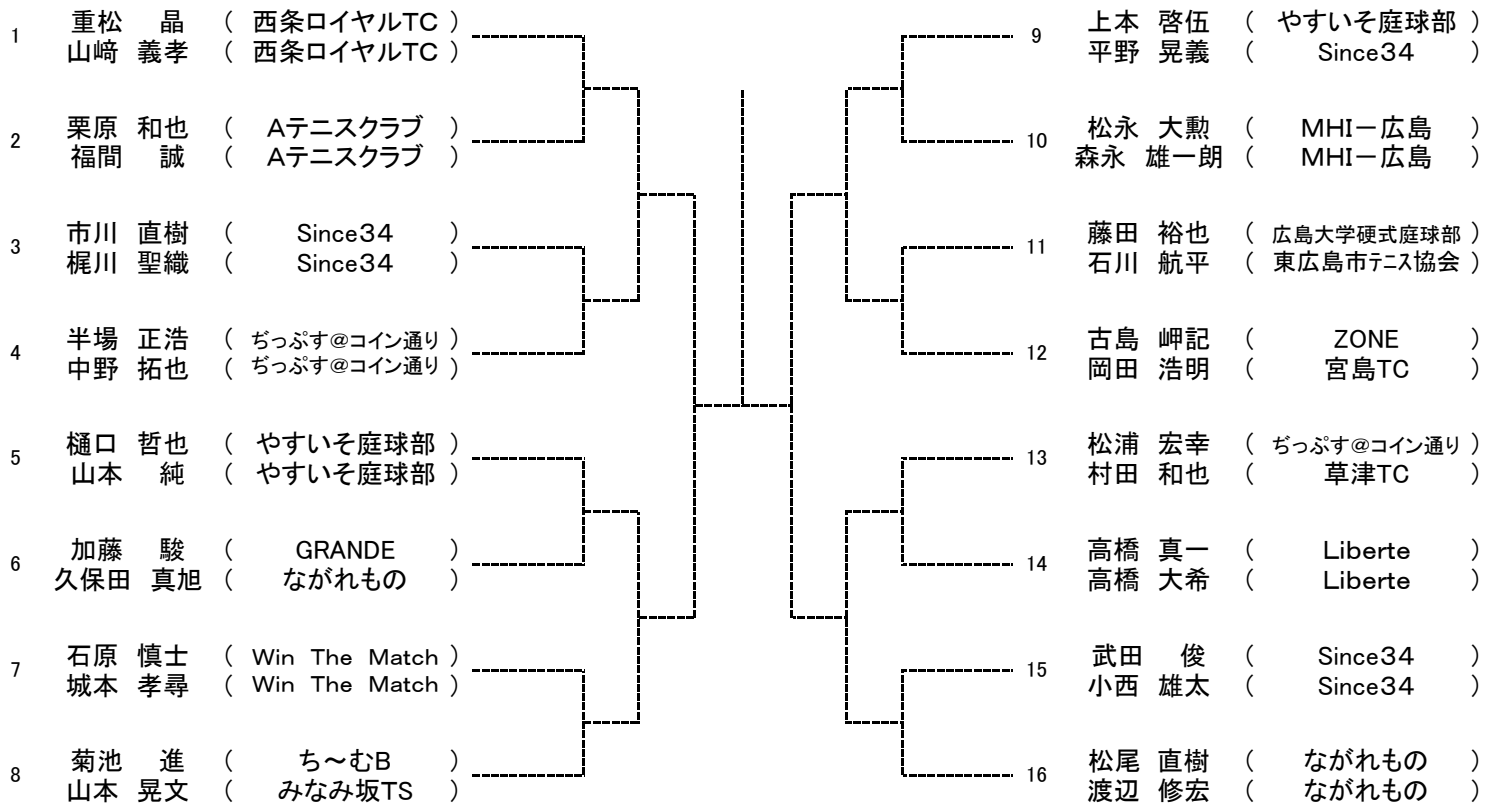 1 重松 晶 ( 西条ロイヤルTC )
山﨑 義孝 ( 西条ロイヤルTC )
2 栗原 和也 ( Aテニスクラブ )
福間 誠 ( Aテニスクラブ )
3 市川 直樹 ( Since34 )
梶川 聖織 ( Since34 )
4 半場 正浩 ( ぢっぷす@コイン通り )
中野 拓也 ( ぢっぷす@コイン通り )
5 樋口 哲也 ( やすいそ庭球部 )
山本 純 ( やすいそ庭球部 )
6 加藤 駿 ( GRANDE )
久保田 真旭 ( ながれもの )
7 石原 慎士 ( Win The Match )
城本 孝尋 ( Win The Match )
8 菊池 進 ( ち～むB )
山本 晃文 ( みなみ坂TS )
9 上本 啓伍 ( やすいそ庭球部 )
平野 晃義 ( Since34 )
10 松永 大勲 ( MHI－広島 )
森永 雄一朗 ( MHI－広島 )
11 藤田 裕也 ( 広島大学硬式庭球部 )
石川 航平 ( 東広島市テニス協会 )
12 古島 岬記 ( ZONE )
岡田 浩明 ( 宮島TC )
13 松浦 宏幸 ( ぢっぷす@コイン通り )
村田 和也 ( 草津TC )
14 高橋 真一 ( Liberte )
高橋 大希 ( Liberte )
15 武田 俊 ( Since34 )
小西 雄太 ( Since34 )
16 松尾 直樹 ( ながれもの )
渡辺 修宏 ( ながれもの )